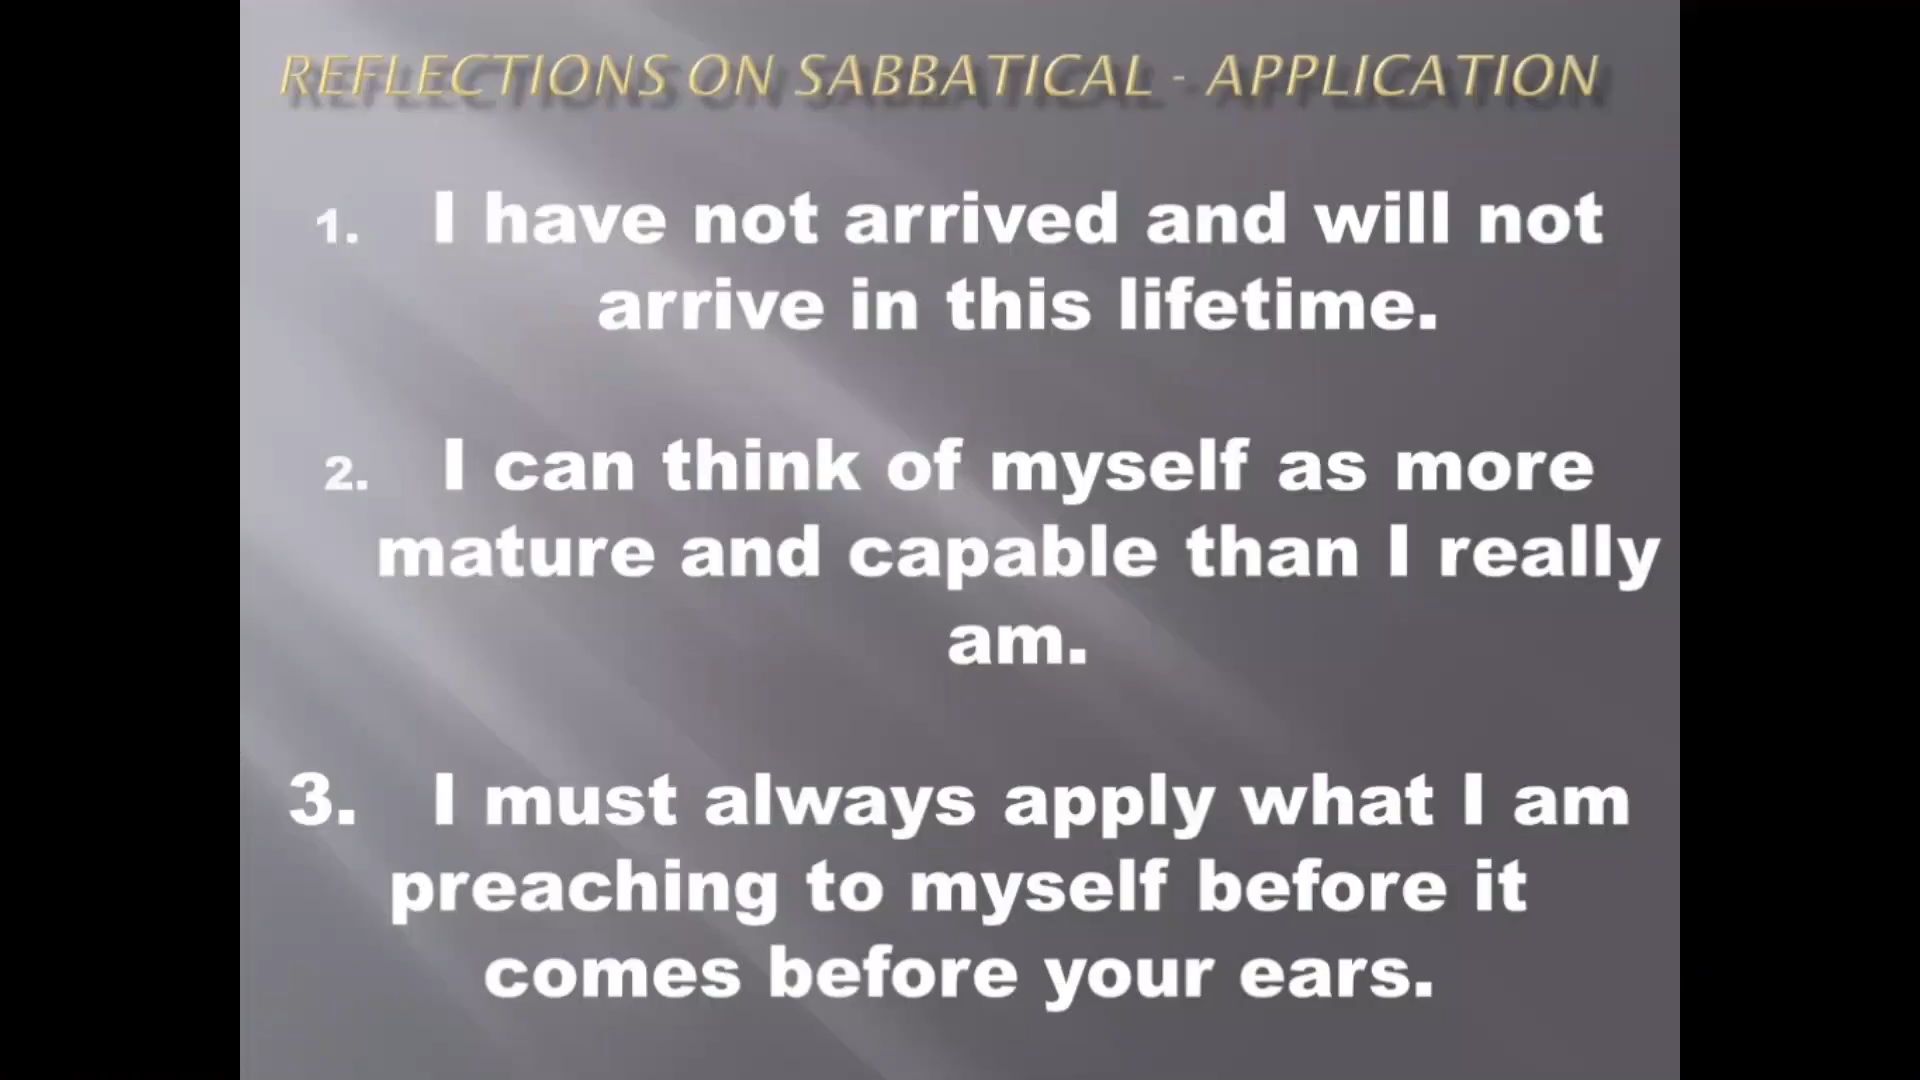 REFLECTIONS ON SABBATICAL - APPLICATION
1. I have not arrived and will not
arrive in this lifetime.
2. I can think of myself as more
mature and capable than I really
am.
3. I must always apply what I am
preaching to myself before it
comes before your ears.